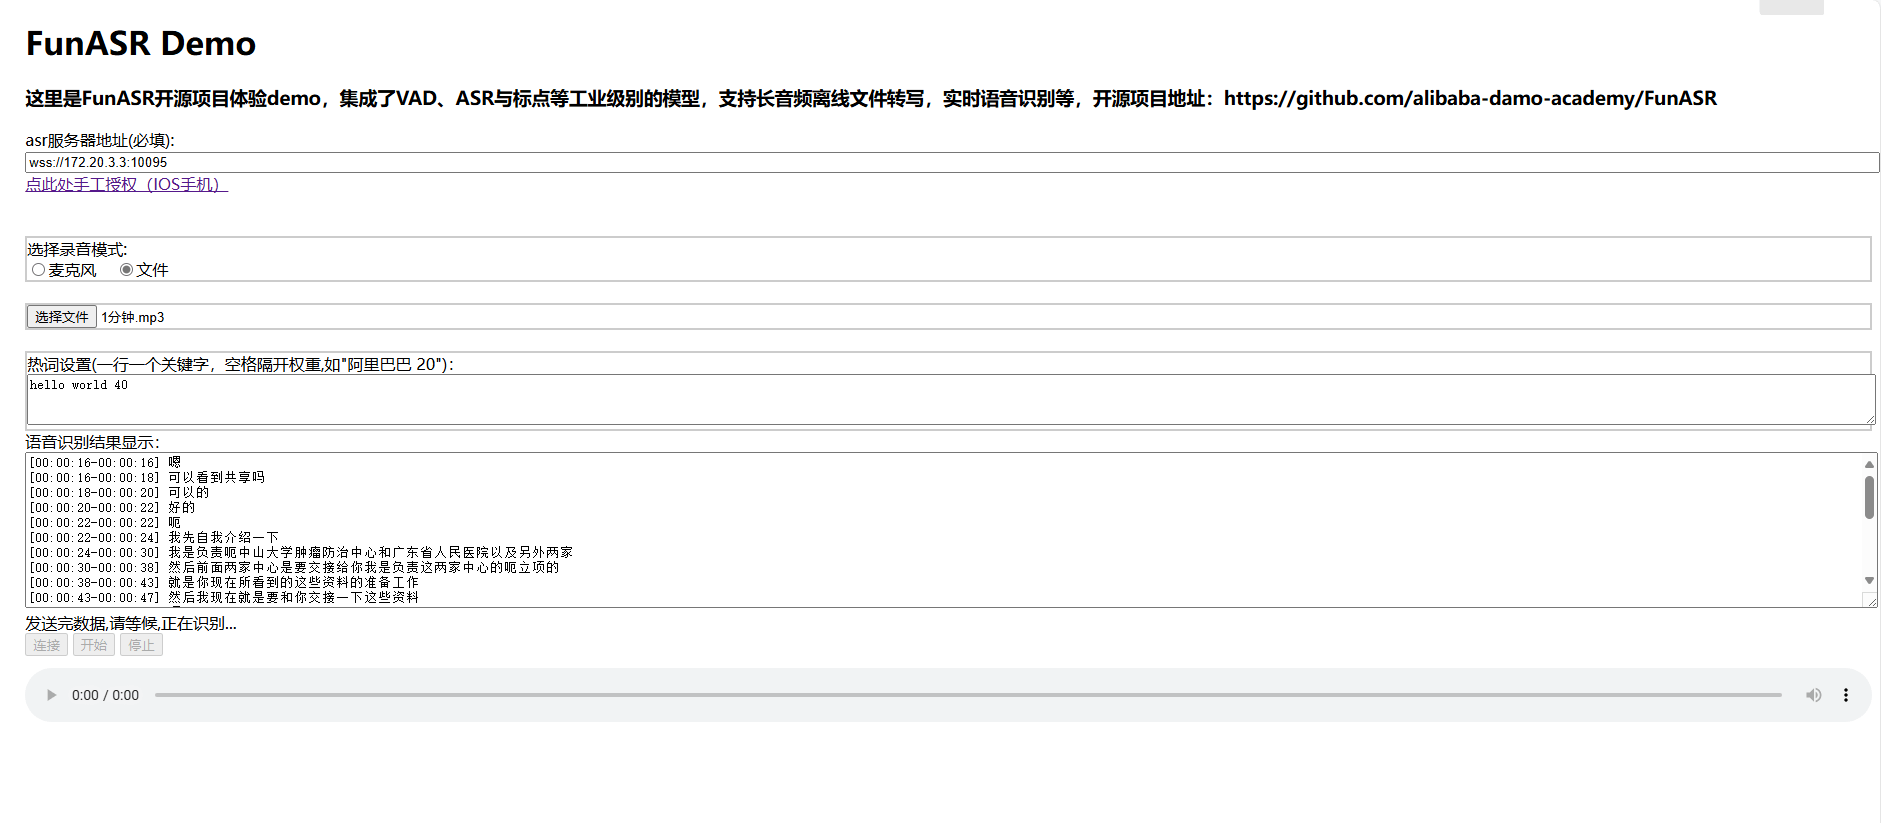 FunASR Demo
这里是FunASR开源项目体验demo，集成了VAD、ASR与标点等工业级别的模型，支持长音频离线文件转写，实时语音识别等，开源项目地址：https://github.com/alibaba-damo-academy/FunASR
asr服务器地址(必填):
wss://172.20.3.3:10095
点此处手工授权（IOS手机）
选择录音模式:
麦克风 文件
选择文件 1分钟.mp3
热词设置(一行一个关键字，空格隔开权重,如"阿里巴巴 20")：
hello world 40
语音识别结果显示：
[00:00:16-00:00:16] 嗯
[00:00:16-00:00:18] 可以看到共享吗
[00:00:18-00:00:20] 可以的
[00:00:20-00:00:22] 好的
[00:00:22-00:00:22] 呃
[00:00:22-00:00:24] 我先自我介绍一下
[00:00:24-00:00:30] 我是负责呃中山大学肿瘤防治中心和广东省人民医院以及另外两家
[00:00:30-00:00:38] 然后前面两家中心是要交接给你我是负责这两家中心的呃立项的
[00:00:38-00:00:43] 就是你现在所看到的这些资料的准备工作
[00:00:43-00:00:47] 然后我现在就是要和你交接一下这些资料
发送完数据,请等候,正在识别...
连接 开始 停止
0:00 / 0:00